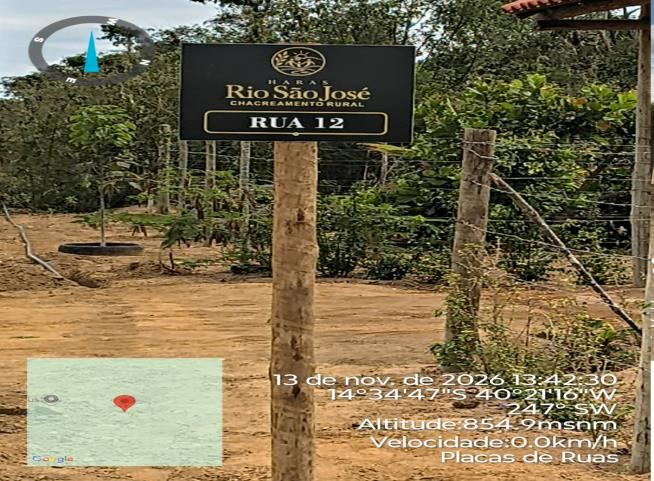 HARAS
Rio São José
CHACREAMENTO RURAL
RUA 12
13 de nov. de 2026 13:42:30
14°34'47"S 40°21'16"W
247° SW
Altitude:854.9msnm
Velocidade:0.0km/h
Placas de Ruas
Google